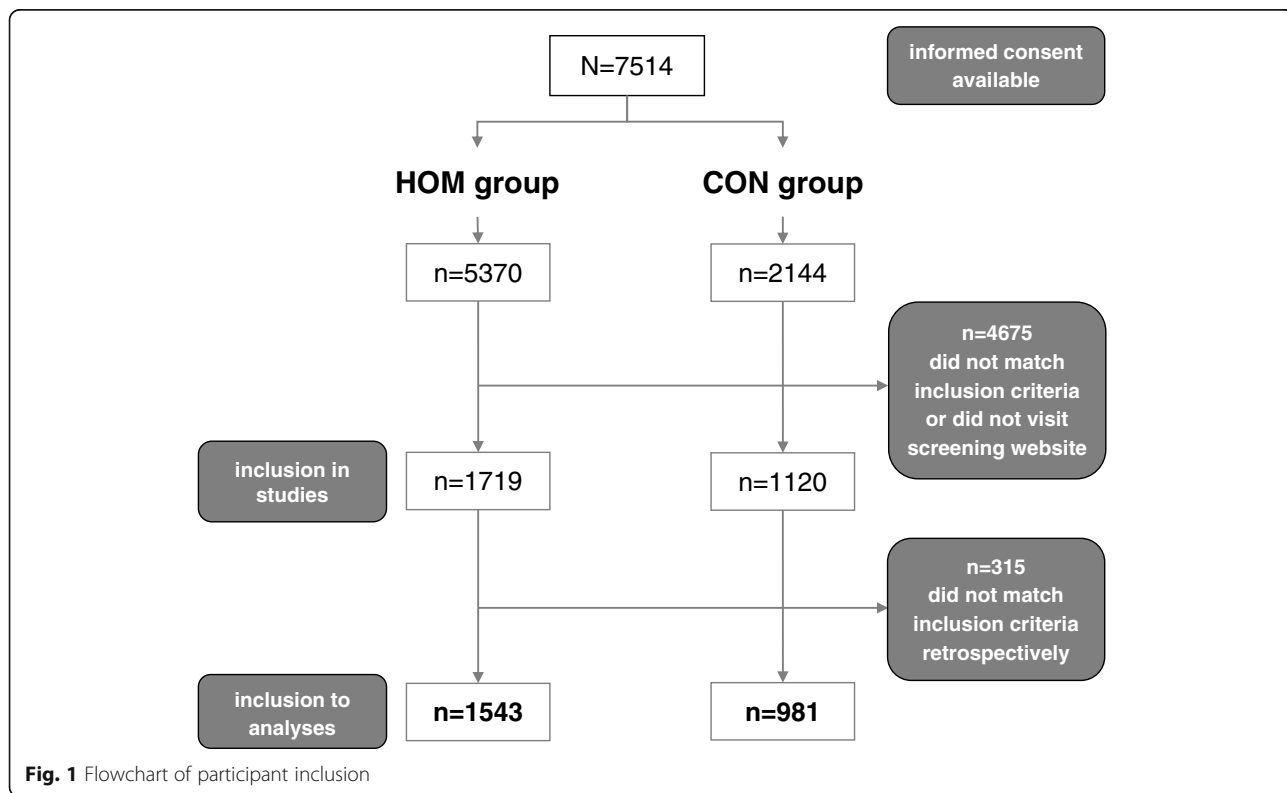 N=7514
informed consent
available
HOM group
CON group
n=5370
n=2144
n=4675
did not match
inclusion criteria
or did not visit
screening website
inclusion in
studies
n=1719
n=1120
n=315
did not match
inclusion criteria
retrospectively
inclusion to
analyses
n=1543
n=981
Fig. 1 Flowchart of participant inclusion